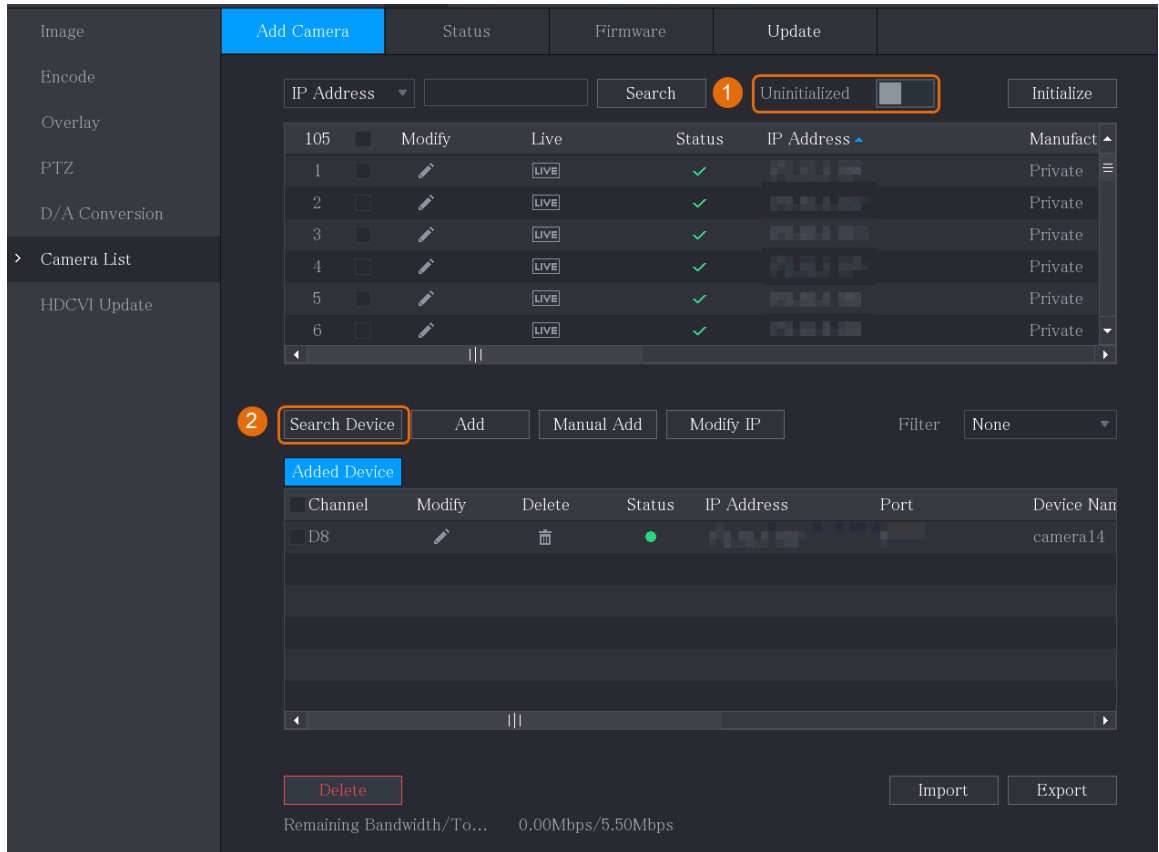 Image
Encode
Overlay
PTZ
D/A Conversion
Camera List
HDCVI Update
Add Camera Status Firmware Update
IP Address Search 1 Uninitialized Initialize
105 Modify Live Status IP Address Manufact
1 LIVE Private
2 LIVE Private
3 LIVE Private
4 LIVE Private
5 LIVE Private
6 LIVE Private
2 Search Device Add Manual Add Modify IP Filter None
Added Device
Channel Modify Delete Status IP Address Port Device Nam
D8 camera14
Delete Import Export
Remaining Bandwidth/To... 0.00Mbps/5.50Mbps